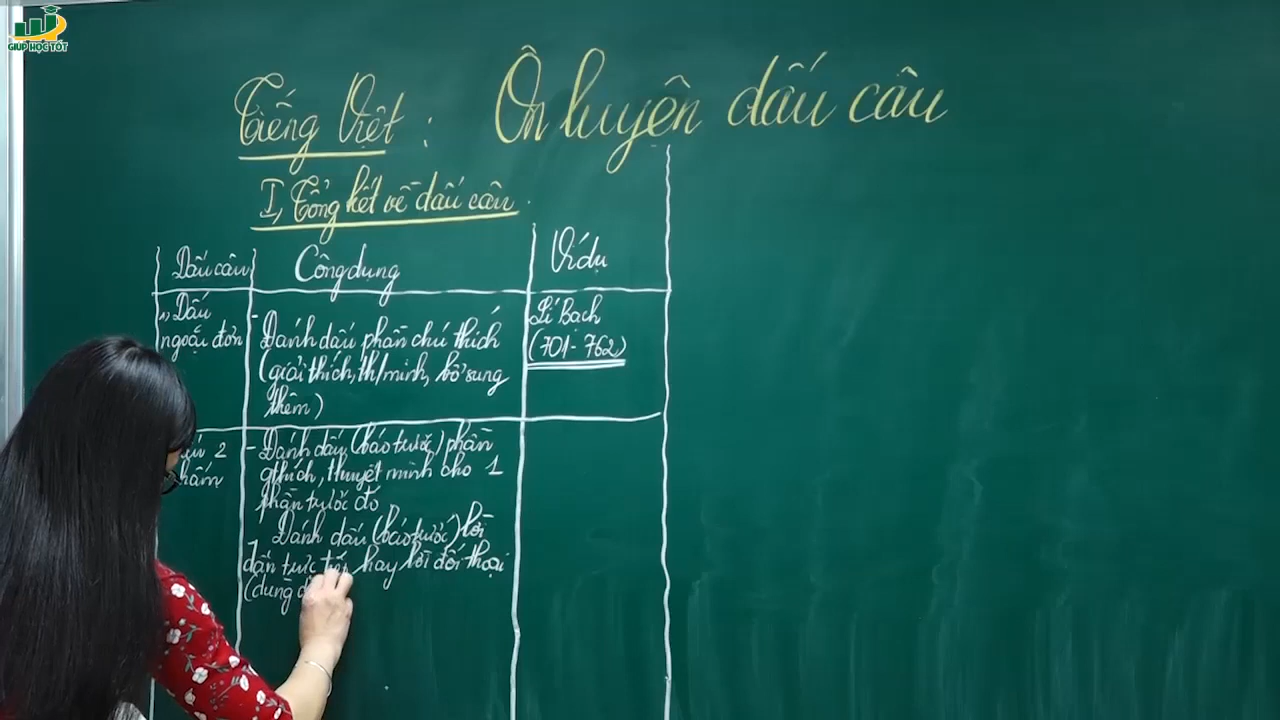 GIÚP HỌC TỐT
Tiếng Việt : Ôn luyện dấu câu
I, Tổng kết về dấu câu
Dấu câu Công dụng Ví dụ
Dấu
ngoặc đơn
- Đánh dấu phần chú thích
(giải thích, th/minh, bổ sung
thêm)
Lí Bạch
(701 - 762)
2
- Đánh dấu (báo trước) phần
gthích, thuyết minh cho 1
phần trước đó
- Đánh dấu (báo trước) lời
dẫn trực tiếp hay lời đối thoại
(dùng